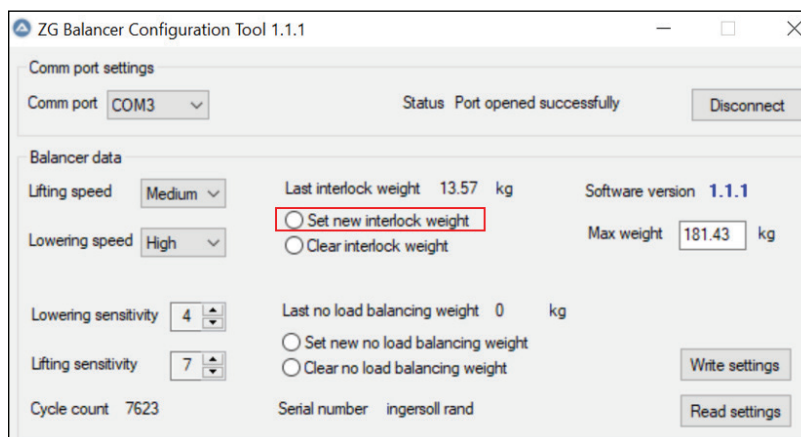 ZG Balancer Configuration Tool 1.1.1
Comm port settings
Comm port COM3 Status Port opened successfully Disconnect
Balancer data
Lifting speed Medium Last interlock weight 13.57 kg Software version 1.1.1
Set new interlock weight
Lowering speed High Clear interlock weight Max weight 181.43 kg
Lowering sensitivity 4 Last no load balancing weight 0 kg
Set new no load balancing weight
Lifting sensitivity 7 Clear no load balancing weight Write settings
Cycle count 7623 Serial number ingersoll rand Read settings